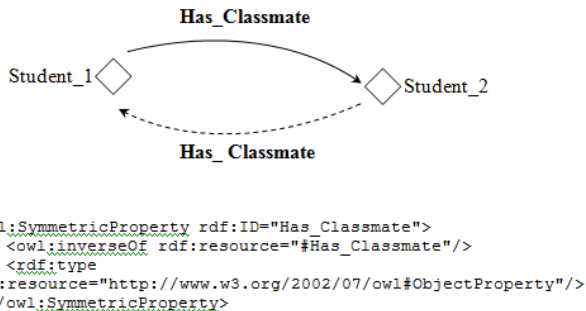 Has_Classmate
Student_1
Student_2
Has_ Classmate
l:SymmetricProperty rdf:ID="Has_Classmate">
<owl:inverseOf rdf:resource="#Has_Classmate"/>
<rdf:type
:resource="http://www.w3.org/2002/07/owl#ObjectProperty"/>
/owl:SymmetricProperty>